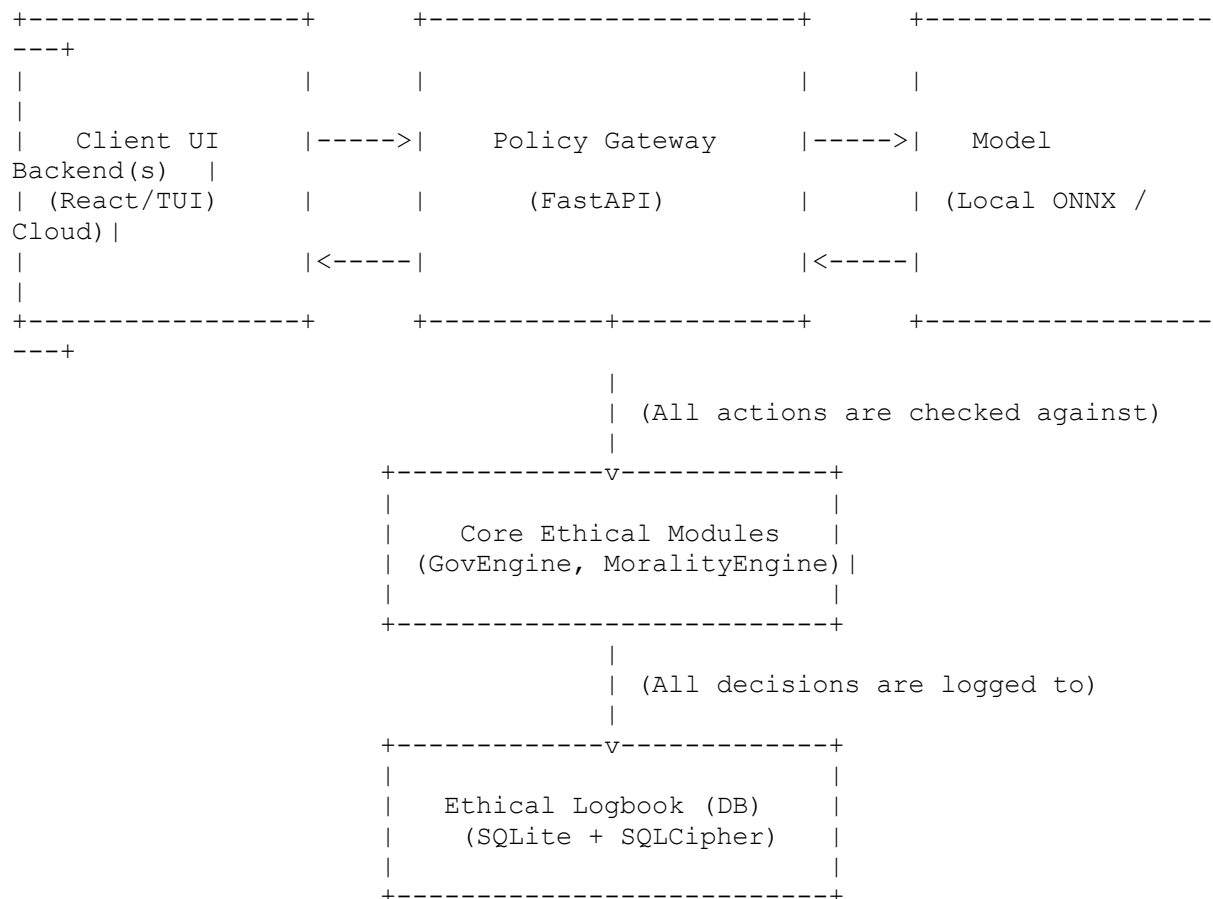 +-----------------+      +-----------------------+      +------------------
---+
|                 |      |                       |      |
|
|   Client UI     |----->|    Policy Gateway     |----->|   Model
Backend(s)  |
| (React/TUI)     |      |      (FastAPI)        |      | (Local ONNX /
Cloud)|
|                 |<-----|                       |<-----|
|
+-----------------+      +-----------+-----------+      +------------------
---+
                                     |
                                     | (All actions are checked against)
                                     |
                       +-------------v-------------+
                       |                           |
                       |    Core Ethical Modules   |
                       | (GovEngine, MoralityEngine)|
                       |                           |
                       +---------------------------+
                                     |
                                     | (All decisions are logged to)
                                     |
                       +-------------v-------------+
                       |                           |
                       |   Ethical Logbook (DB)    |
                       |    (SQLite + SQLCipher)   |
                       |                           |
                       +---------------------------+